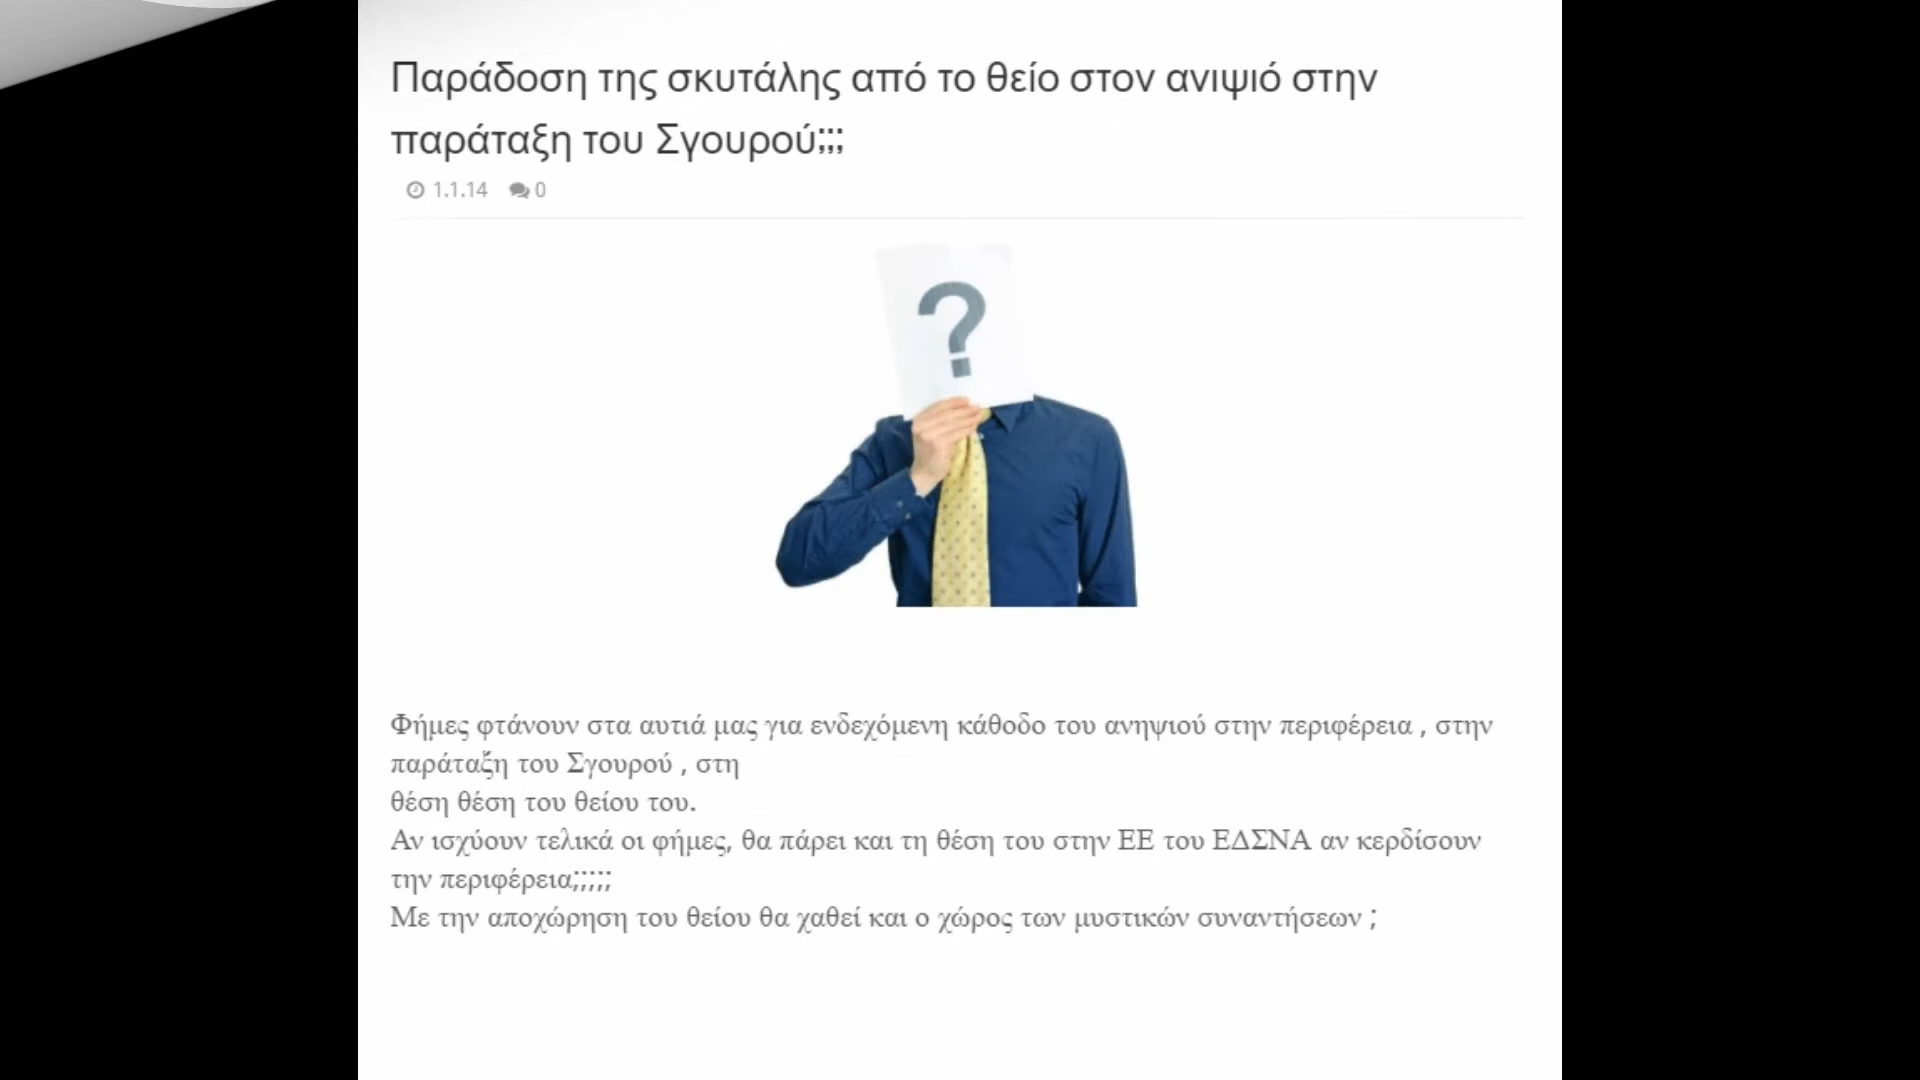 Παράδοση της σκυτάλης από το θείο στον ανιψιό στην
παράταξη του Σγουρού;;;
1.1.14 0
?
Φήμες φτάνουν στα αυτιά μας για ενδεχόμενη κάθοδο του ανηψιού στην περιφέρεια , στην
παράταξη του Σγουρού , στη
θέση θέση του θείου του.
Αν ισχύουν τελικά οι φήμες, θα πάρει και τη θέση του στην ΕΕ του ΕΔΣΝΑ αν κερδίσουν
την περιφέρεια;;;;;
Με την αποχώρηση του θείου θα χαθεί και ο χώρος των μυστικών συναντήσεων ;